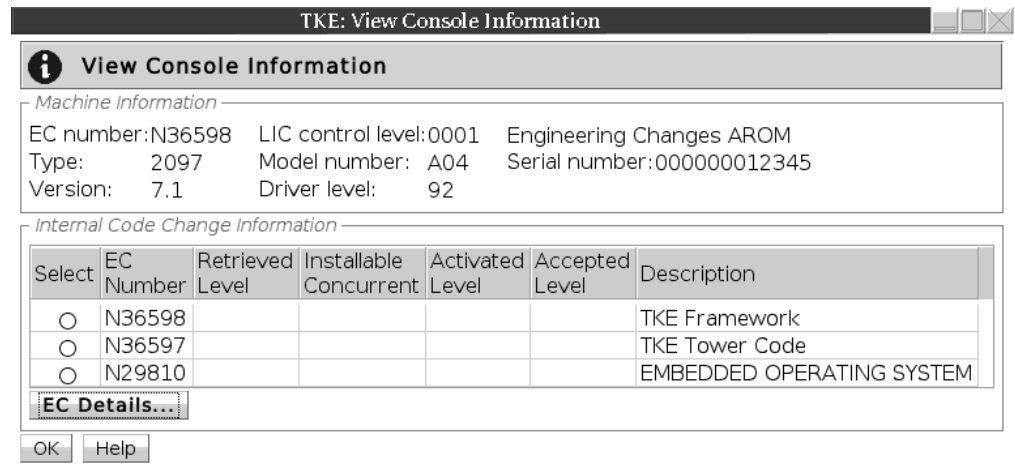 TKE: View Console Information
View Console Information
Machine Information
EC number:N36598 LIC control level:0001 Engineering Changes AROM
Type: 2097 Model number: A04 Serial number:000000012345
Version: 7.1 Driver level: 92
Internal Code Change Information
Select EC Number Retrieved Level Installable Concurrent Activated Level Accepted Level Description
N36598 TKE Framework
N36597 TKE Tower Code
N29810 EMBEDDED OPERATING SYSTEM
EC Details...
OK Help